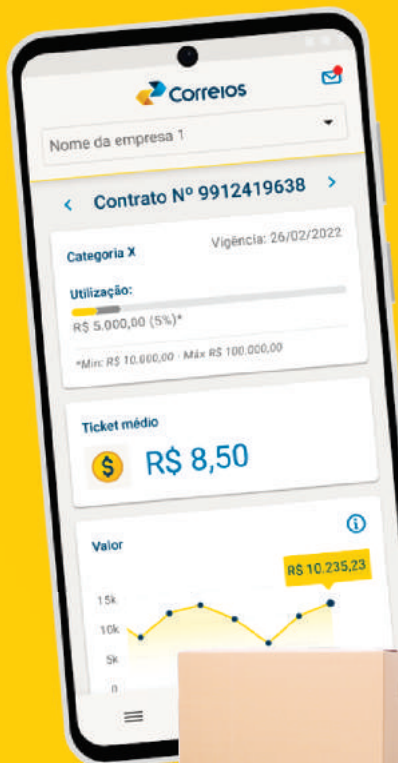 Correios
Nome da empresa 1
Contrato Nº 9912419638
Categoria X
Vigência: 26/02/2022
Utilização:
R$ 5.000,00 (5%)*
*Min: R$ 10.000,00 - Máx R$ 100.000,00
Ticket médio
$ R$ 8,50
Valor
R$ 10.235,23
15k
10k
5k
0